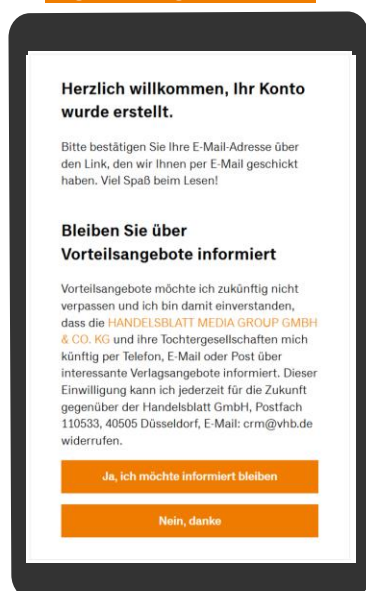 Herzlich willkommen, Ihr Konto
wurde erstellt.
Bitte bestätigen Sie Ihre E-Mail-Adresse über
den Link, den wir Ihnen per E-Mail geschickt
haben. Viel Spaß beim Lesen!
Bleiben Sie über
Vorteilsangebote informiert
Vorteilsangebote möchte ich zukünftig nicht
verpassen und ich bin damit einverstanden,
dass die HANDELSBLATT MEDIA GROUP GMBH
& CO. KG und ihre Tochtergesellschaften mich
künftig per Telefon, E-Mail oder Post über
interessante Verlagsangebote informiert. Dieser
Einwilligung kann ich jederzeit für die Zukunft
gegenüber der Handelsblatt GmbH, Postfach
110533, 40505 Düsseldorf, E-Mail: crm@vhb.de
widerrufen.
Ja, ich möchte informiert bleiben
Nein, danke